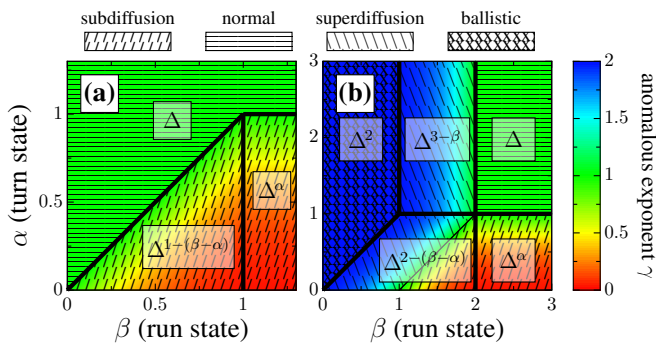 subdiffusion normal superdiffusion ballistic
(a) (b)
α (turn state)
0 0.5 1
0 0.5 1
β (run state)
Δ
Δ^α
Δ^{1−(β−α)}
0 1 2 3
0 1 2 3
β (run state)
Δ^2
Δ^{3−β}
Δ
Δ^{2−(β−α)}
Δ^α
0 0.5 1 1.5 2
anomalous exponent γ